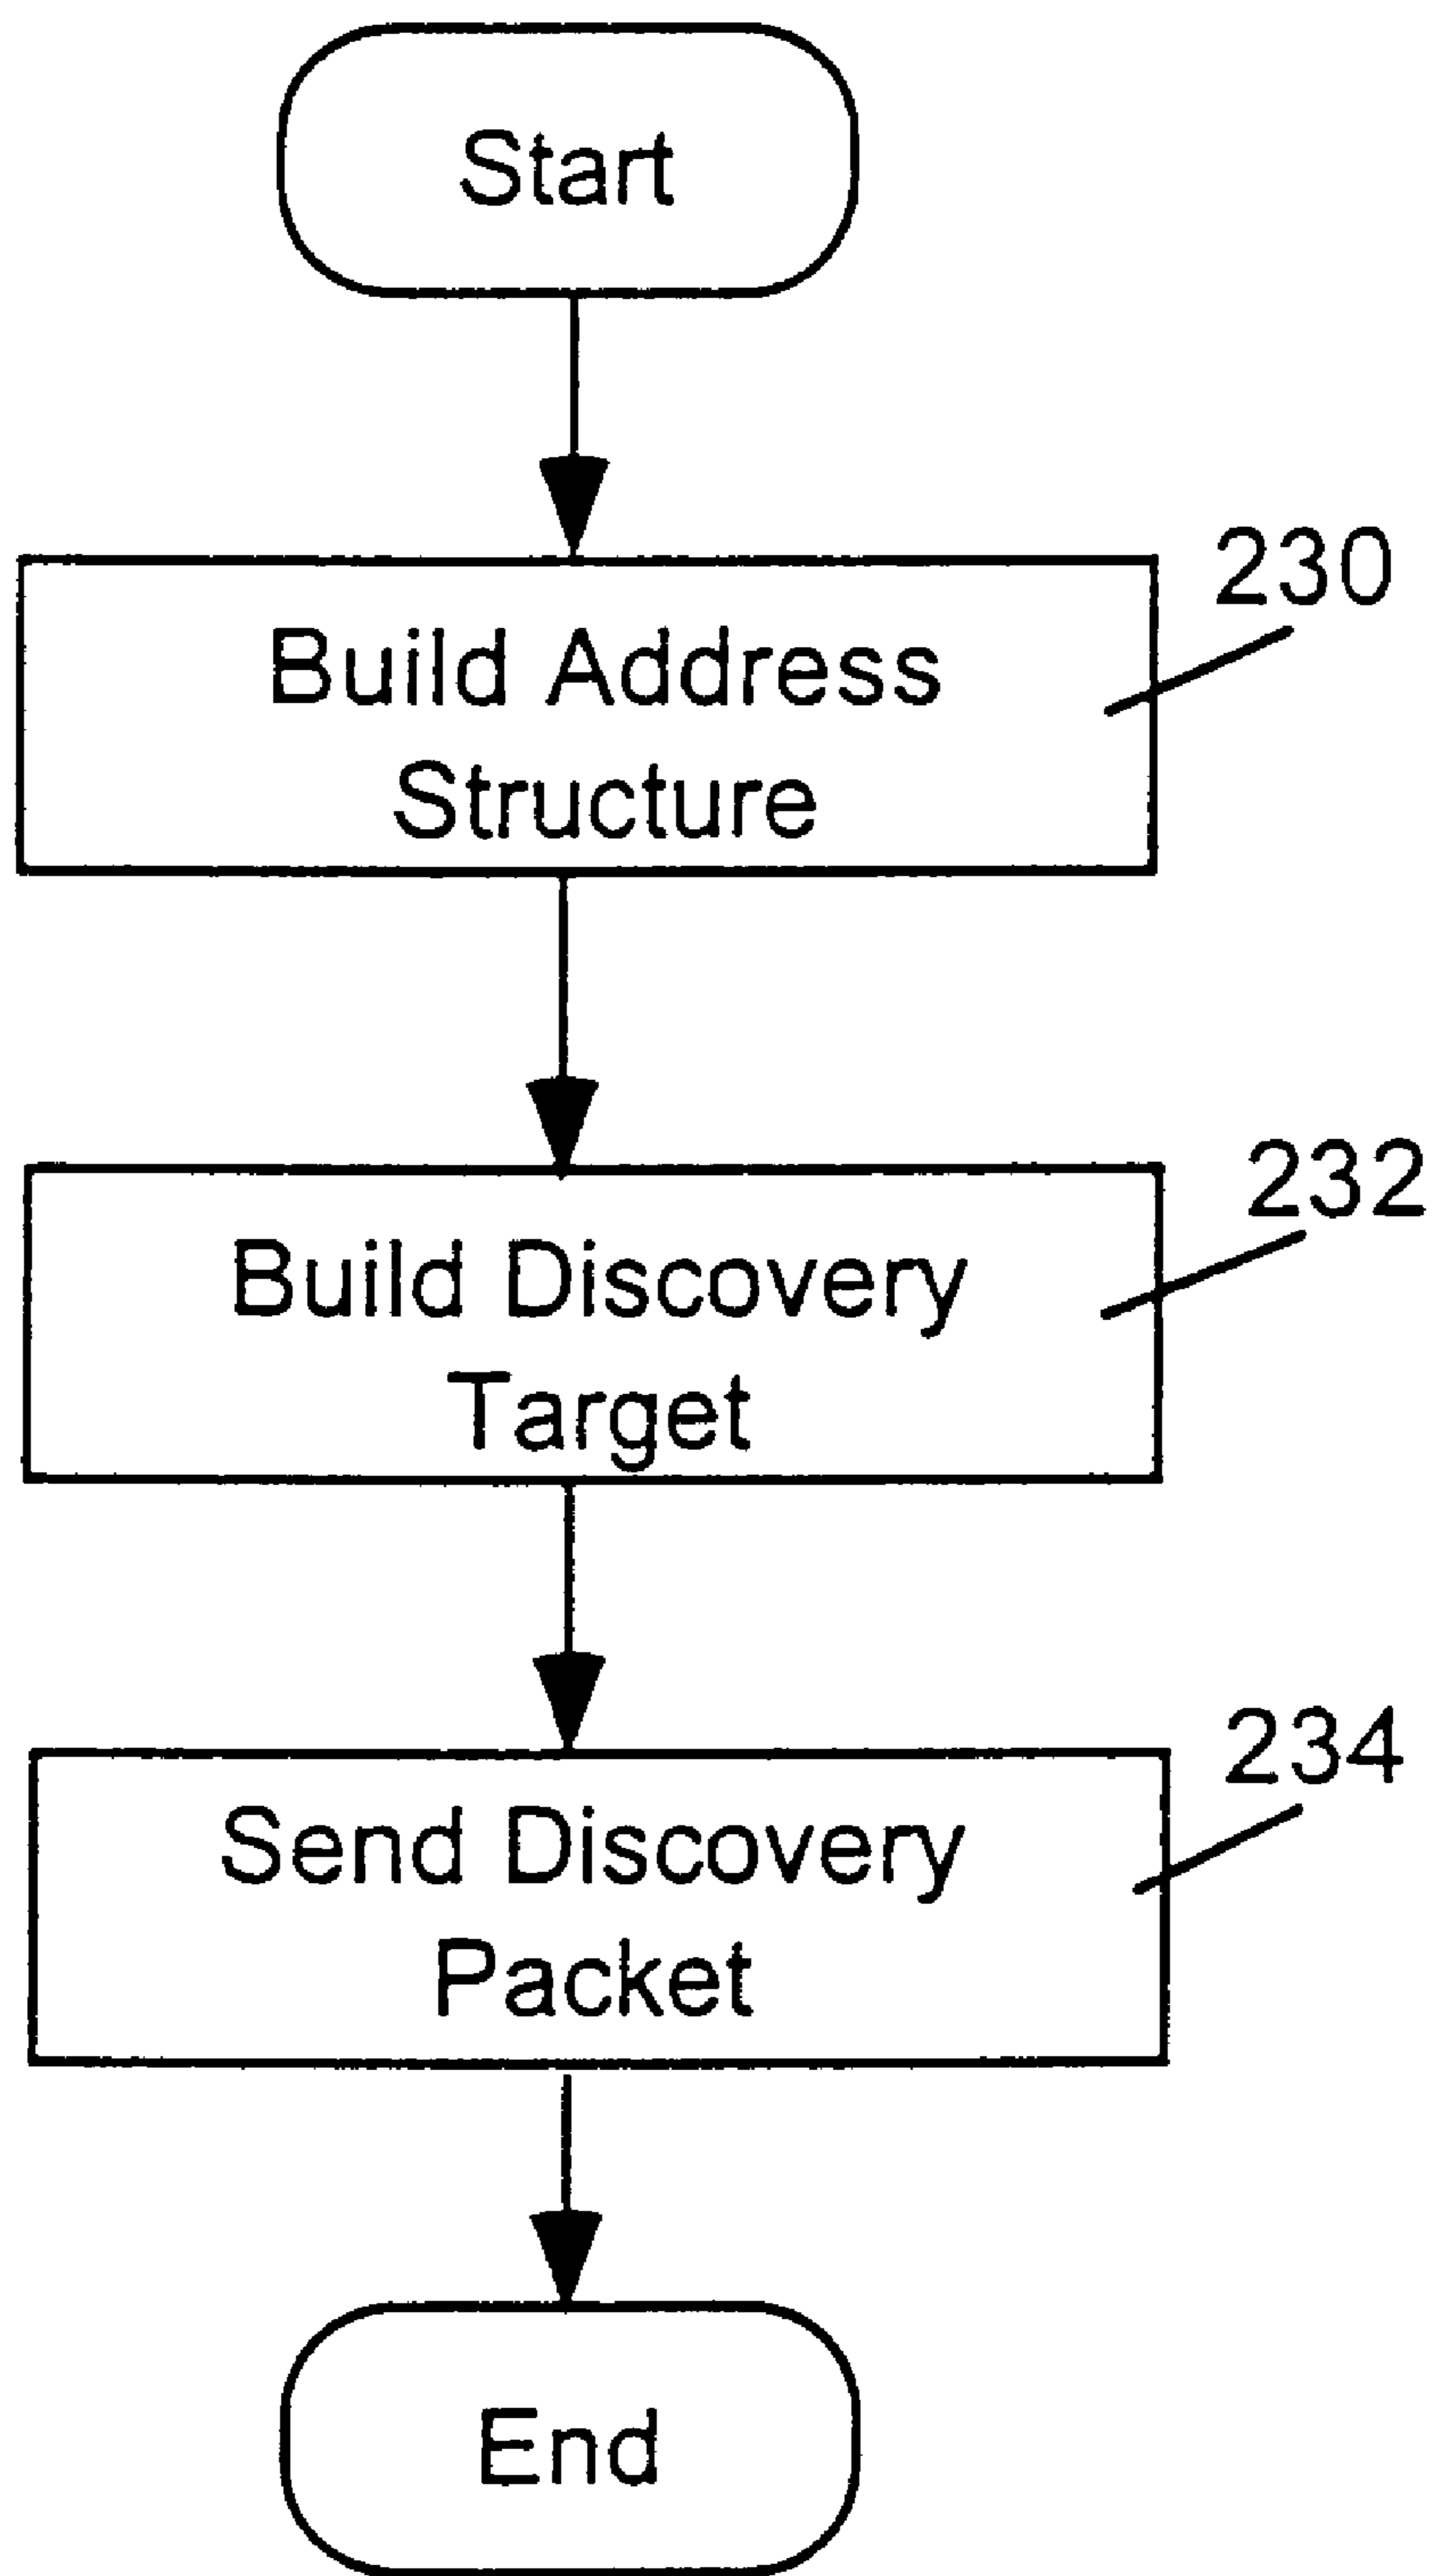 Start
230
Build Address
Structure
232
Build Discovery
Target
234
Send Discovery
Packet
End